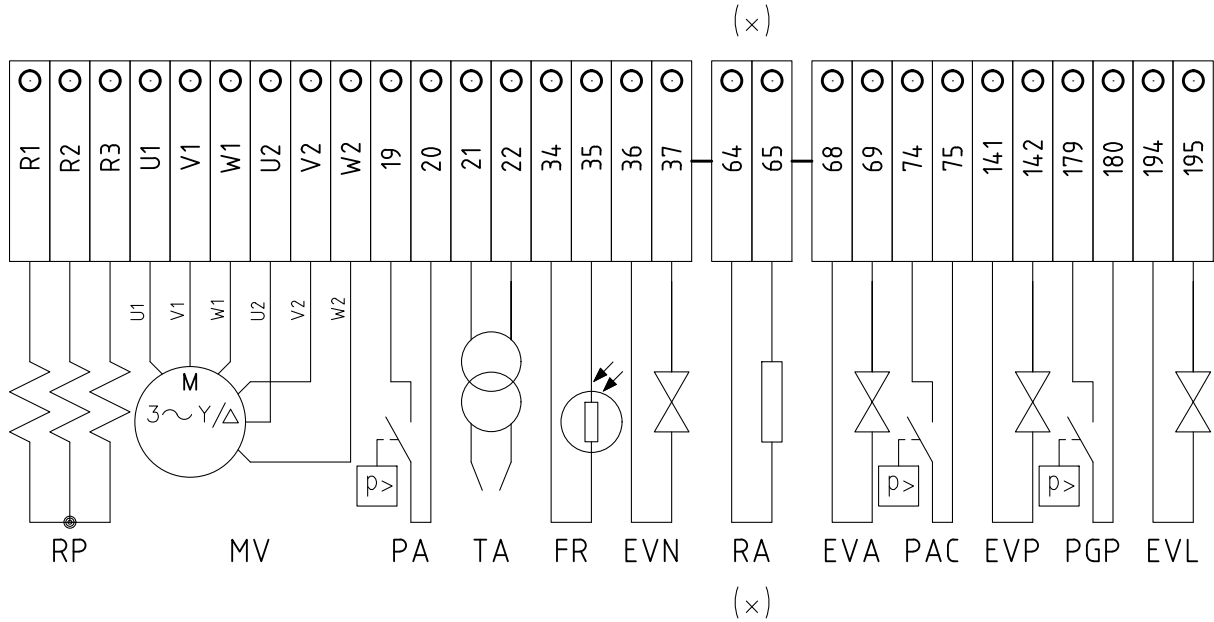 (x)
R1 R2 R3 U1 V1 W1 U2 V2 W2 19 20 21 22 34 35 36 37 64 65 68 69 74 75 141 142 179 180 194 195
U1 V1 W1 U2 V2 W2
M
3~ Y/△
p> p> p>
RP MV PA TA FR EVN RA EVA PAC EVP PGP EVL
(x)